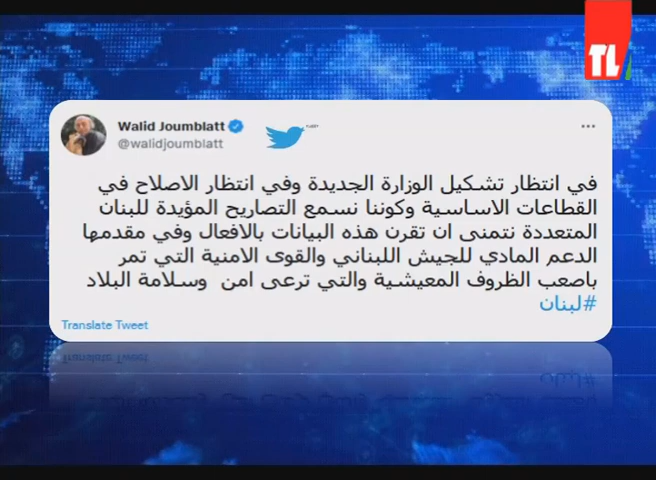 TL
Walid Joumblatt
@walidjoumblatt
في انتظار تشكيل الوزارة الجديدة وفي انتظار الاصلاح في
القطاعات الاساسية وكوننا نسمع التصاريح المؤيدة للبنان
المتعددة نتمنى ان تقرن هذه البيانات بالافعال وفي مقدمها
الدعم المادي للجيش اللبناني والقوى الامنية التي تمر
باصعب الظروف المعيشية والتي ترعى امن وسلامة البلاد
#لبنان
Translate Tweet